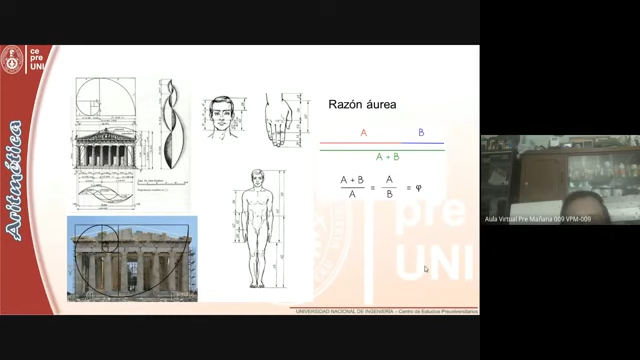 ce
pre
UNI
Aritmética
Razón áurea
A B
A + B
A + B A
= = φ
A B
pre
UNI
UNIVERSIDAD NACIONAL DE INGENIERÍA - Centro de Estudios Preuniversitarios
Aula Virtual Pre Mañana 009 VPM-009